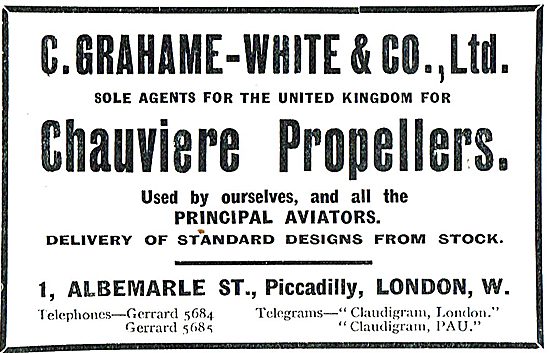 C. GRAHAME-WHITE & CO., Ltd.
SOLE AGENTS FOR THE UNITED KINGDOM FOR
Chauviere Propellers.
Used by ourselves, and all the
PRINCIPAL AVIATORS.
DELIVERY OF STANDARD DESIGNS FROM STOCK.
1, ALBEMARLE ST., Piccadilly, LONDON, W.
Telephones—Gerrard 5684 Telegrams—"Claudigram, London."
Gerrard 5685 "Claudigram, PAU."